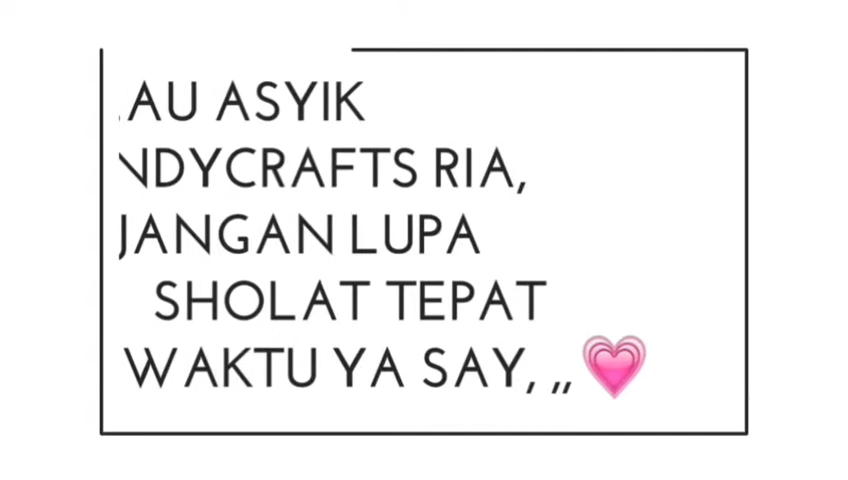 AU ASYIK
NDYCRAFTS RIA,
JANGAN LUPA
SHOLAT TEPAT
WAKTU YA SAY, ,,💗